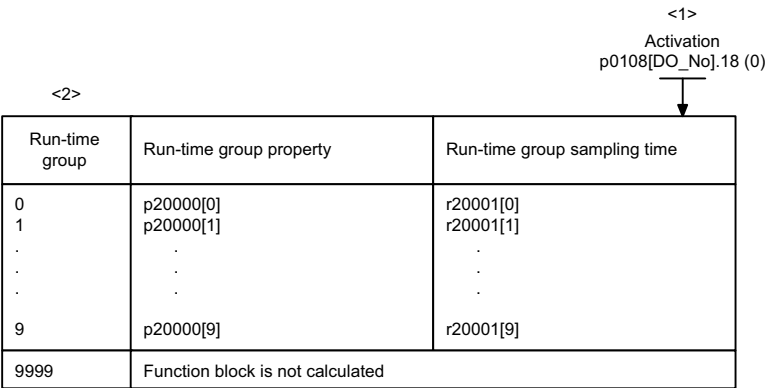 <1>
Activation
p0108[DO_No].18 (0)
<2>
Run-time group
Run-time group property
Run-time group sampling time
0 p20000[0] r20001[0]
1 p20000[1] r20001[1]
. . .
. . .
. . .
9 p20000[9] r20001[9]
9999 Function block is not calculated